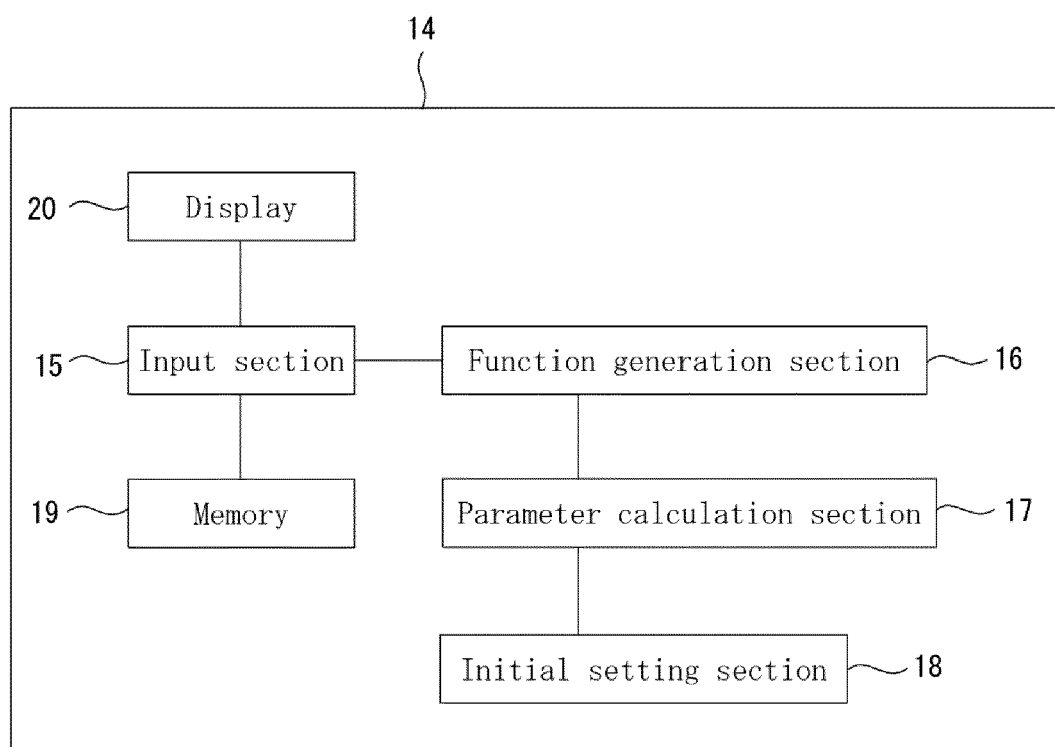 14
20
Display
15
Input section
Function generation section
16
19
Memory
Parameter calculation section
17
Initial setting section
18